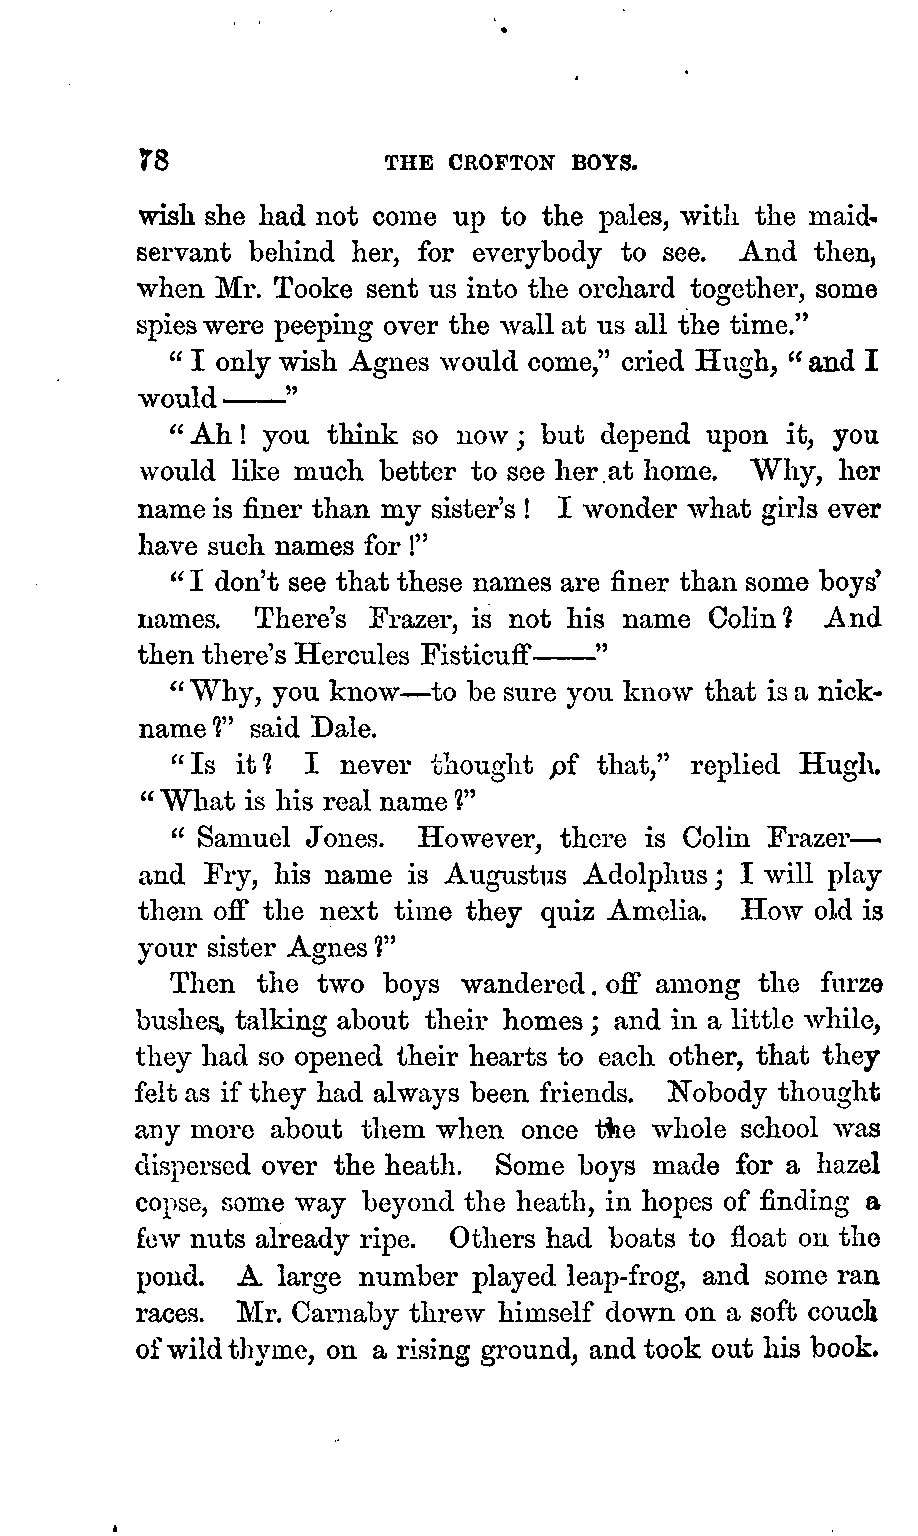 78 THE CROFTON BOYS.
wish she had not come up to the pales, with the maid-
servant behind her, for everybody to see. And then,
when Mr. Tooke sent us into the orchard together, some
spies were peeping over the wall at us all the time."
"I only wish Agnes would come," cried Hugh, "and I
would——"
"Ah! you think so now; but depend upon it, you
would like much better to see her at home. Why, her
name is finer than my sister's! I wonder what girls ever
have such names for!"
"I don't see that these names are finer than some boys'
names. There's Frazer, is not his name Colin? And
then there's Hercules Fisticuff——"
"Why, you know—to be sure you know that is a nick-
name?" said Dale.
"Is it? I never thought of that," replied Hugh.
"What is his real name?"
"Samuel Jones. However, there is Colin Frazer—
and Fry, his name is Augustus Adolphus; I will play
them off the next time they quiz Amelia. How old is
your sister Agnes?"
Then the two boys wandered off among the furze
bushes, talking about their homes; and in a little while,
they had so opened their hearts to each other, that they
felt as if they had always been friends. Nobody thought
any more about them when once the whole school was
dispersed over the heath. Some boys made for a hazel
copse, some way beyond the heath, in hopes of finding a
few nuts already ripe. Others had boats to float on the
pond. A large number played leap-frog, and some ran
races. Mr. Carnaby threw himself down on a soft couch
of wild thyme, on a rising ground, and took out his book.